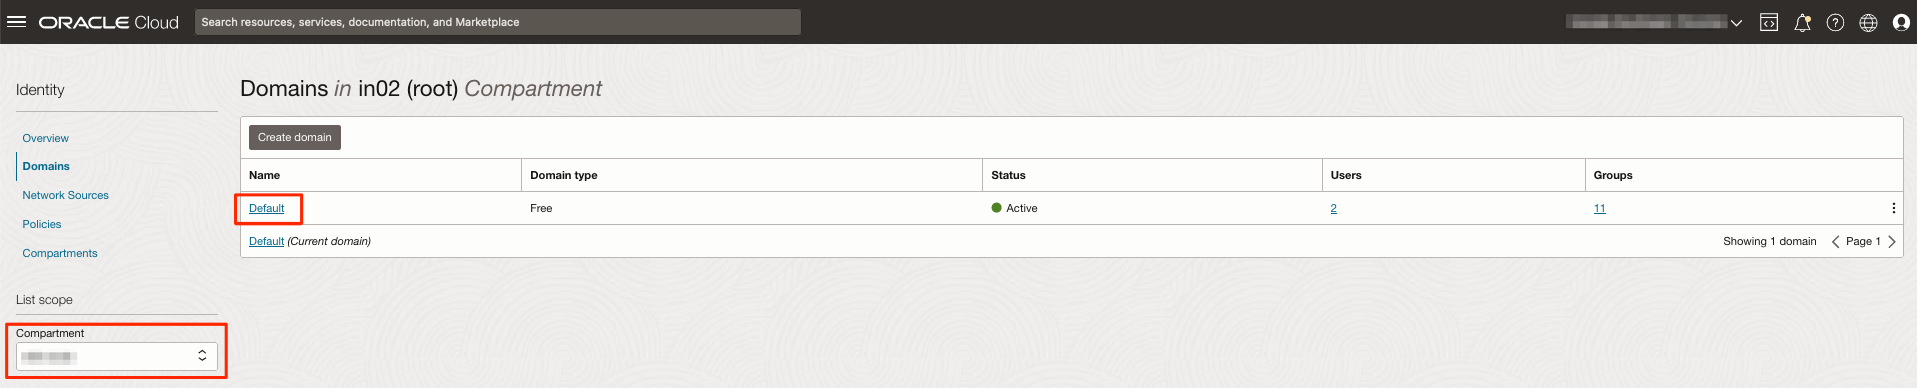 ORACLE Cloud
Search resources, services, documentation, and Marketplace
Identity
Overview
Domains
Network Sources
Policies
Compartments
List scope
Compartment
Domains in in02 (root) Compartment
Create domain
Name Domain type Status Users Groups
Default Free Active 2 11
Default (Current domain) Showing 1 domain Page 1